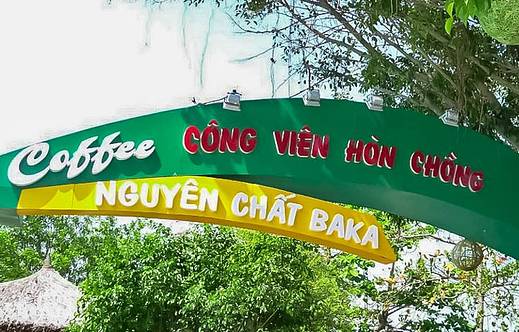 Coffee CÔNG VIÊN HÒN CHỒNG
NGUYÊN CHẤT BAKA